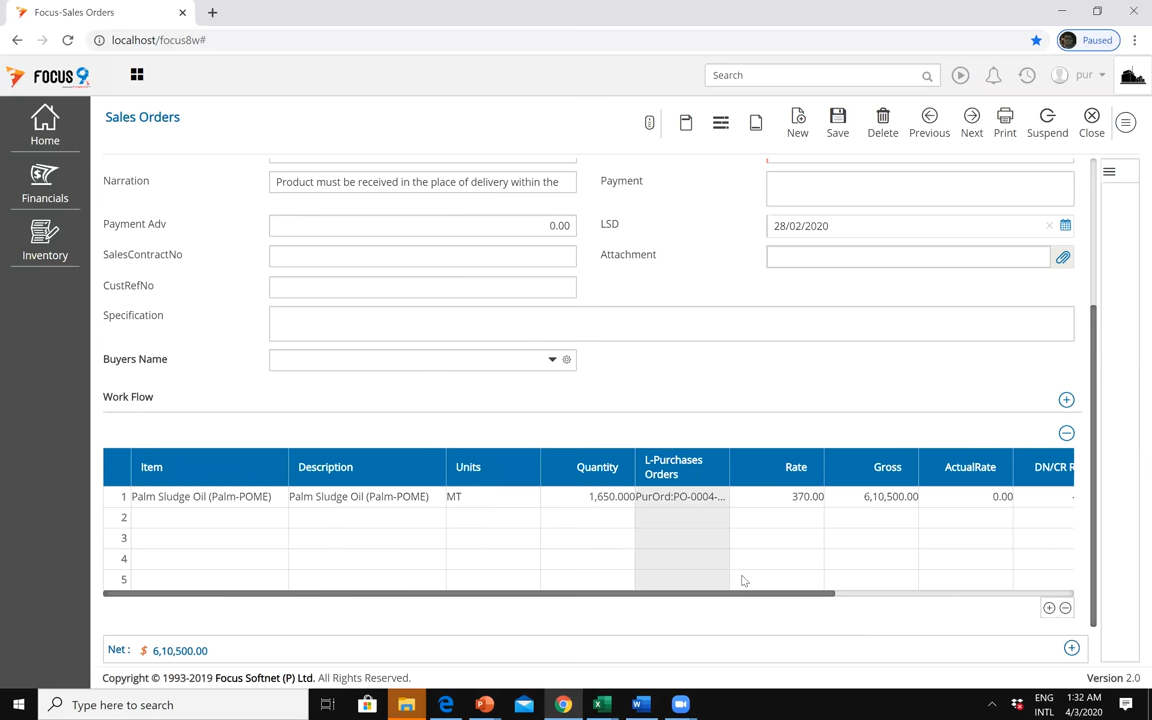 Focus-Sales Orders
localhost/focus8w#
Paused
FOCUS 9
Search
pur
Home
Financials
Inventory
Sales Orders
New
Save
Delete
Previous
Next
Print
Suspend
Close
Narration
Product must be received in the place of delivery within the
Payment
Payment Adv
0.00
LSD
28/02/2020
SalesContractNo
Attachment
CustRefNo
Specification
Buyers Name
Work Flow
Item Description Units Quantity L-Purchases Orders Rate Gross ActualRate DN/CR R
1 Palm Sludge Oil (Palm-POME) Palm Sludge Oil (Palm-POME) MT 1,650.000 PurOrd:PO-0004-... 370.00 6,10,500.00 0.00
2
3
4
5
Net : $ 6,10,500.00
Copyright © 1993-2019 Focus Softnet (P) Ltd. All Rights Reserved.
Version 2.0
Type here to search
ENG
INTL
1:32 AM
4/3/2020